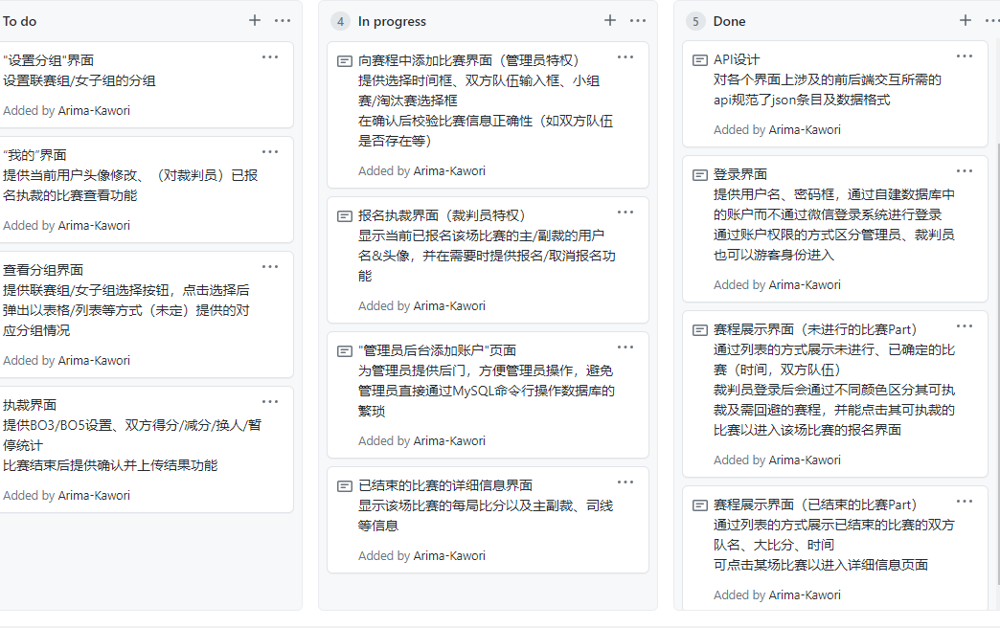 To do
"设置分组"界面
设置联赛组/女子组的分组
Added by Arima-Kawori
"我的"界面
提供当前用户头像修改、（对裁判员）已报
名执裁的比赛查看功能
Added by Arima-Kawori
查看分组界面
提供联赛组/女子组选择按钮，点击选择后
弹出以表格/列表等方式（未定）提供的对
应分组情况
Added by Arima-Kawori
执裁界面
提供BO3/BO5设置、双方得分/减分/换人/暂
停统计
比赛结束后提供确认并上传结果功能
Added by Arima-Kawori
4 In progress
向赛程中添加比赛界面（管理员特权）
提供选择时间框、双方队伍输入框、小组
赛/淘汰赛选择框
在确认后校验比赛信息正确性（如双方队伍
是否存在等）
Added by Arima-Kawori
报名执裁界面（裁判员特权）
显示当前已报名该场比赛的主/副裁的用户
名&头像，并在需要时提供报名/取消报名功
能
Added by Arima-Kawori
"管理员后台添加账户"页面
为管理员提供后门，方便管理员操作，避免
管理员直接通过MySQL命令行操作数据库的
繁琐
Added by Arima-Kawori
已结束的比赛的详细信息界面
显示该场比赛的每局比分以及主副裁、司线
等信息
Added by Arima-Kawori
5 Done
API设计
对各个界面上涉及的前后端交互所需的
api规范了json条目及数据格式
Added by Arima-Kawori
登录界面
提供用户名、密码框，通过自建数据库中
的账户而不通过微信登录系统进行登录
通过账户权限的方式区分管理员、裁判员
也可以游客身份进入
Added by Arima-Kawori
赛程展示界面（未进行的比赛Part）
通过列表的方式展示未进行、已确定的比
赛（时间，双方队伍）
裁判员登录后会通过不同颜色区分其可执
裁及需回避的赛程，并能点击其可执裁的
比赛以进入该场比赛的报名界面
Added by Arima-Kawori
赛程展示界面（已结束的比赛Part）
通过列表的方式展示已结束的比赛的双方
队名、大比分、时间
可点击某场比赛以进入详细信息页面
Added by Arima-Kawori